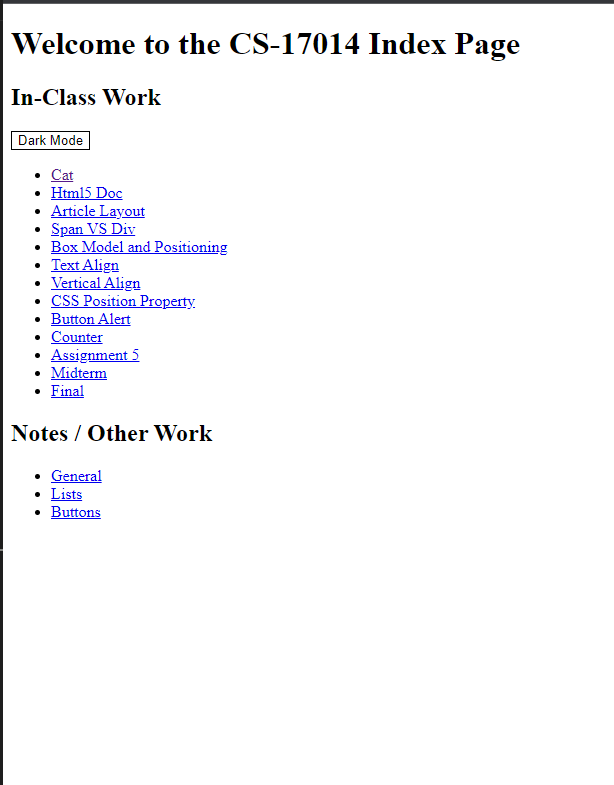 Welcome to the CS-17014 Index Page
In-Class Work
Dark Mode
Cat
Html5 Doc
Article Layout
Span VS Div
Box Model and Positioning
Text Align
Vertical Align
CSS Position Property
Button Alert
Counter
Assignment 5
Midterm
Final
Notes / Other Work
General
Lists
Buttons